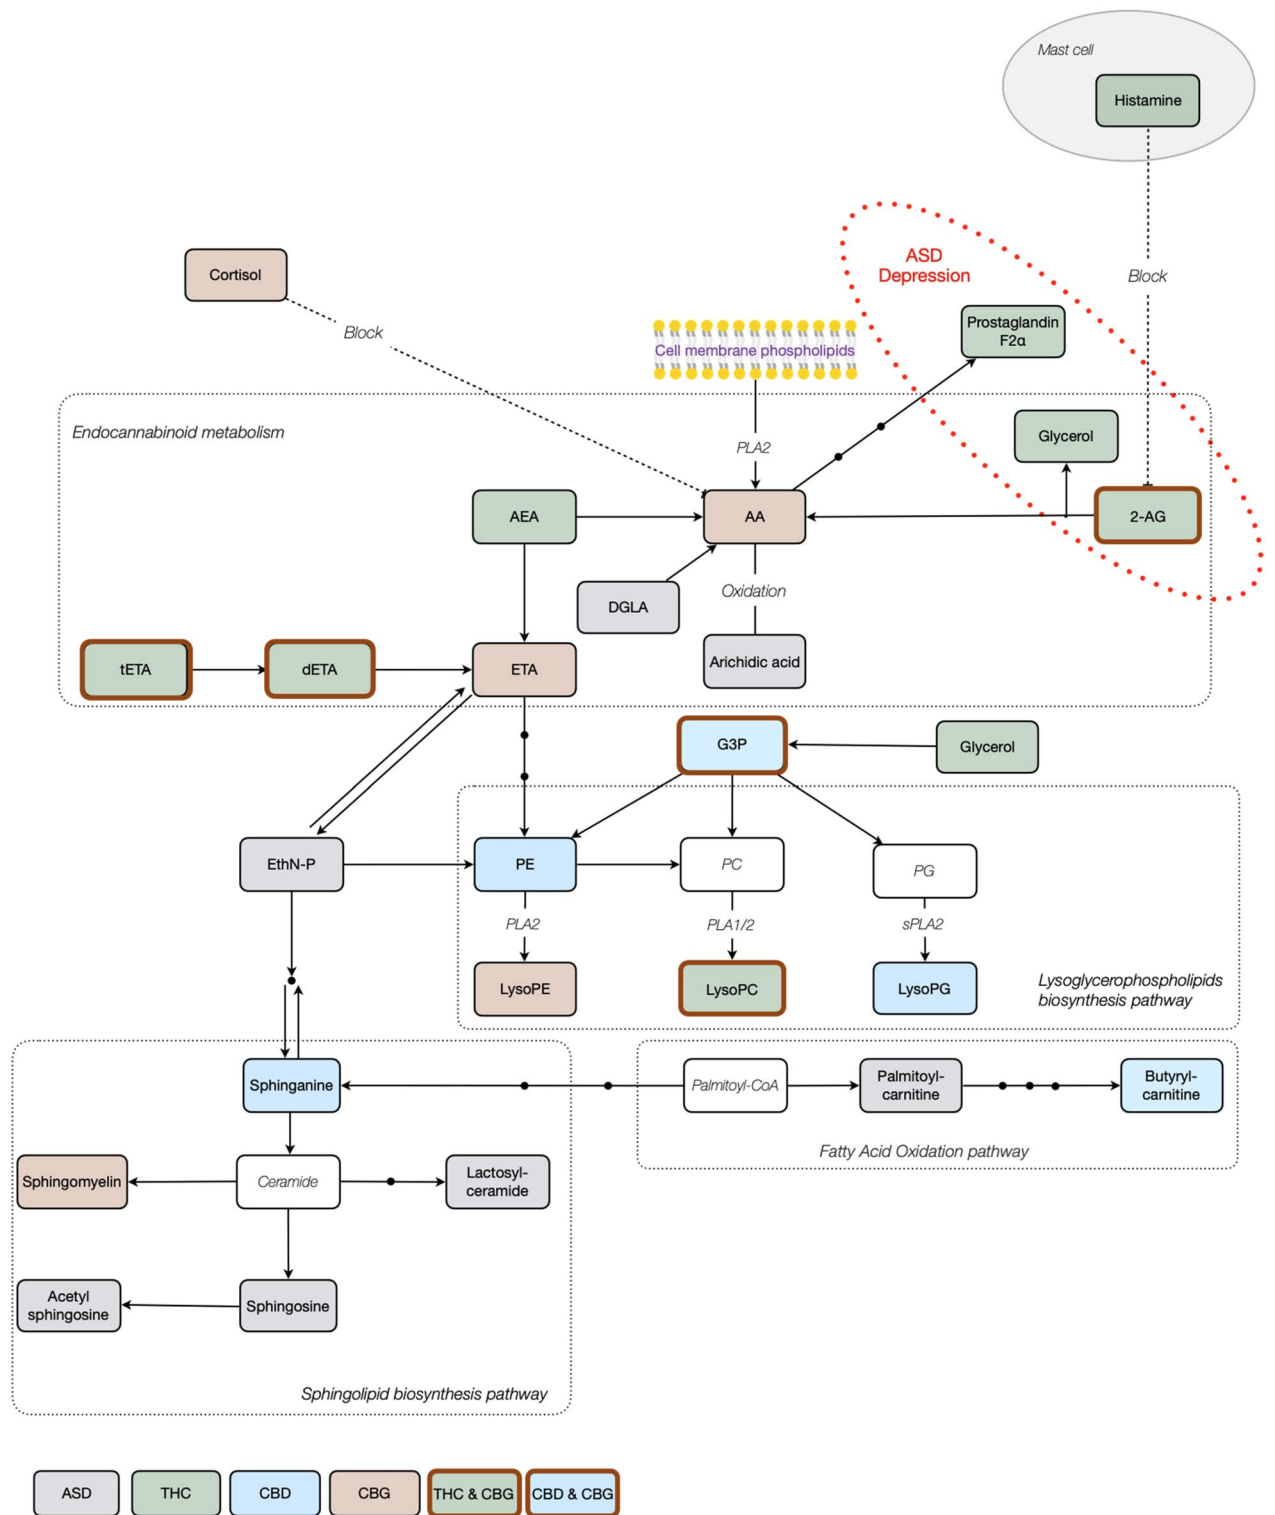 Mast cell
Histamine
Cortisol
Block
ASD
Depression
Block
Prostaglandin
F2α
Cell membrane phospholipids
Endocannabinoid metabolism
PLA2
Glycerol
AEA
AA
2-AG
DGLA
Oxidation
Arichidic acid
tETA
dETA
ETA
G3P
Glycerol
EthN-P
PE
PC
PG
PLA2
PLA1/2
sPLA2
LysoPE
LysoPC
LysoPG
Lysoglycerophospholipids
biosynthesis pathway
Sphinganine
Palmitoyl-CoA
Palmitoyl-
carnitine
Butyryl-
carnitine
Fatty Acid Oxidation pathway
Sphingomyelin
Ceramide
Lactosyl-
ceramide
Acetyl
sphingosine
Sphingosine
Sphingolipid biosynthesis pathway
ASD
THC
CBD
CBG
THC & CBG
CBD & CBG